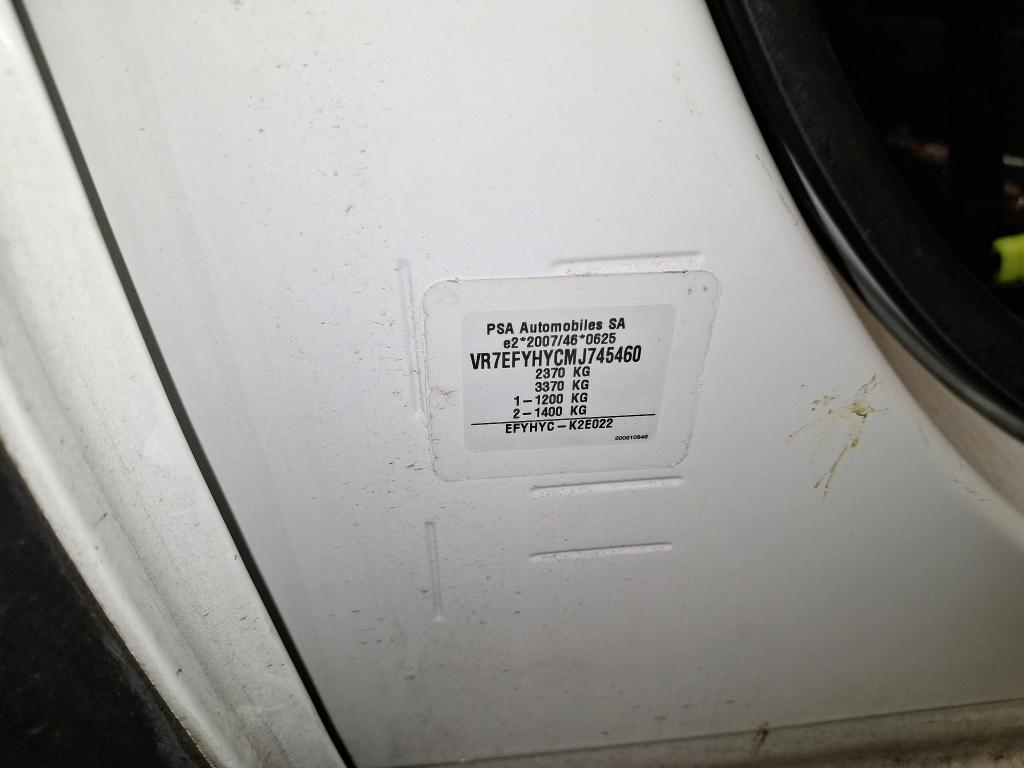 PSA Automobiles SA
e2*2007/46*0625
VR7EFYHYCMJ745460
2370 KG
3370 KG
1-1200 KG
2-1400 KG
EFYHYC-K2E022
200610846